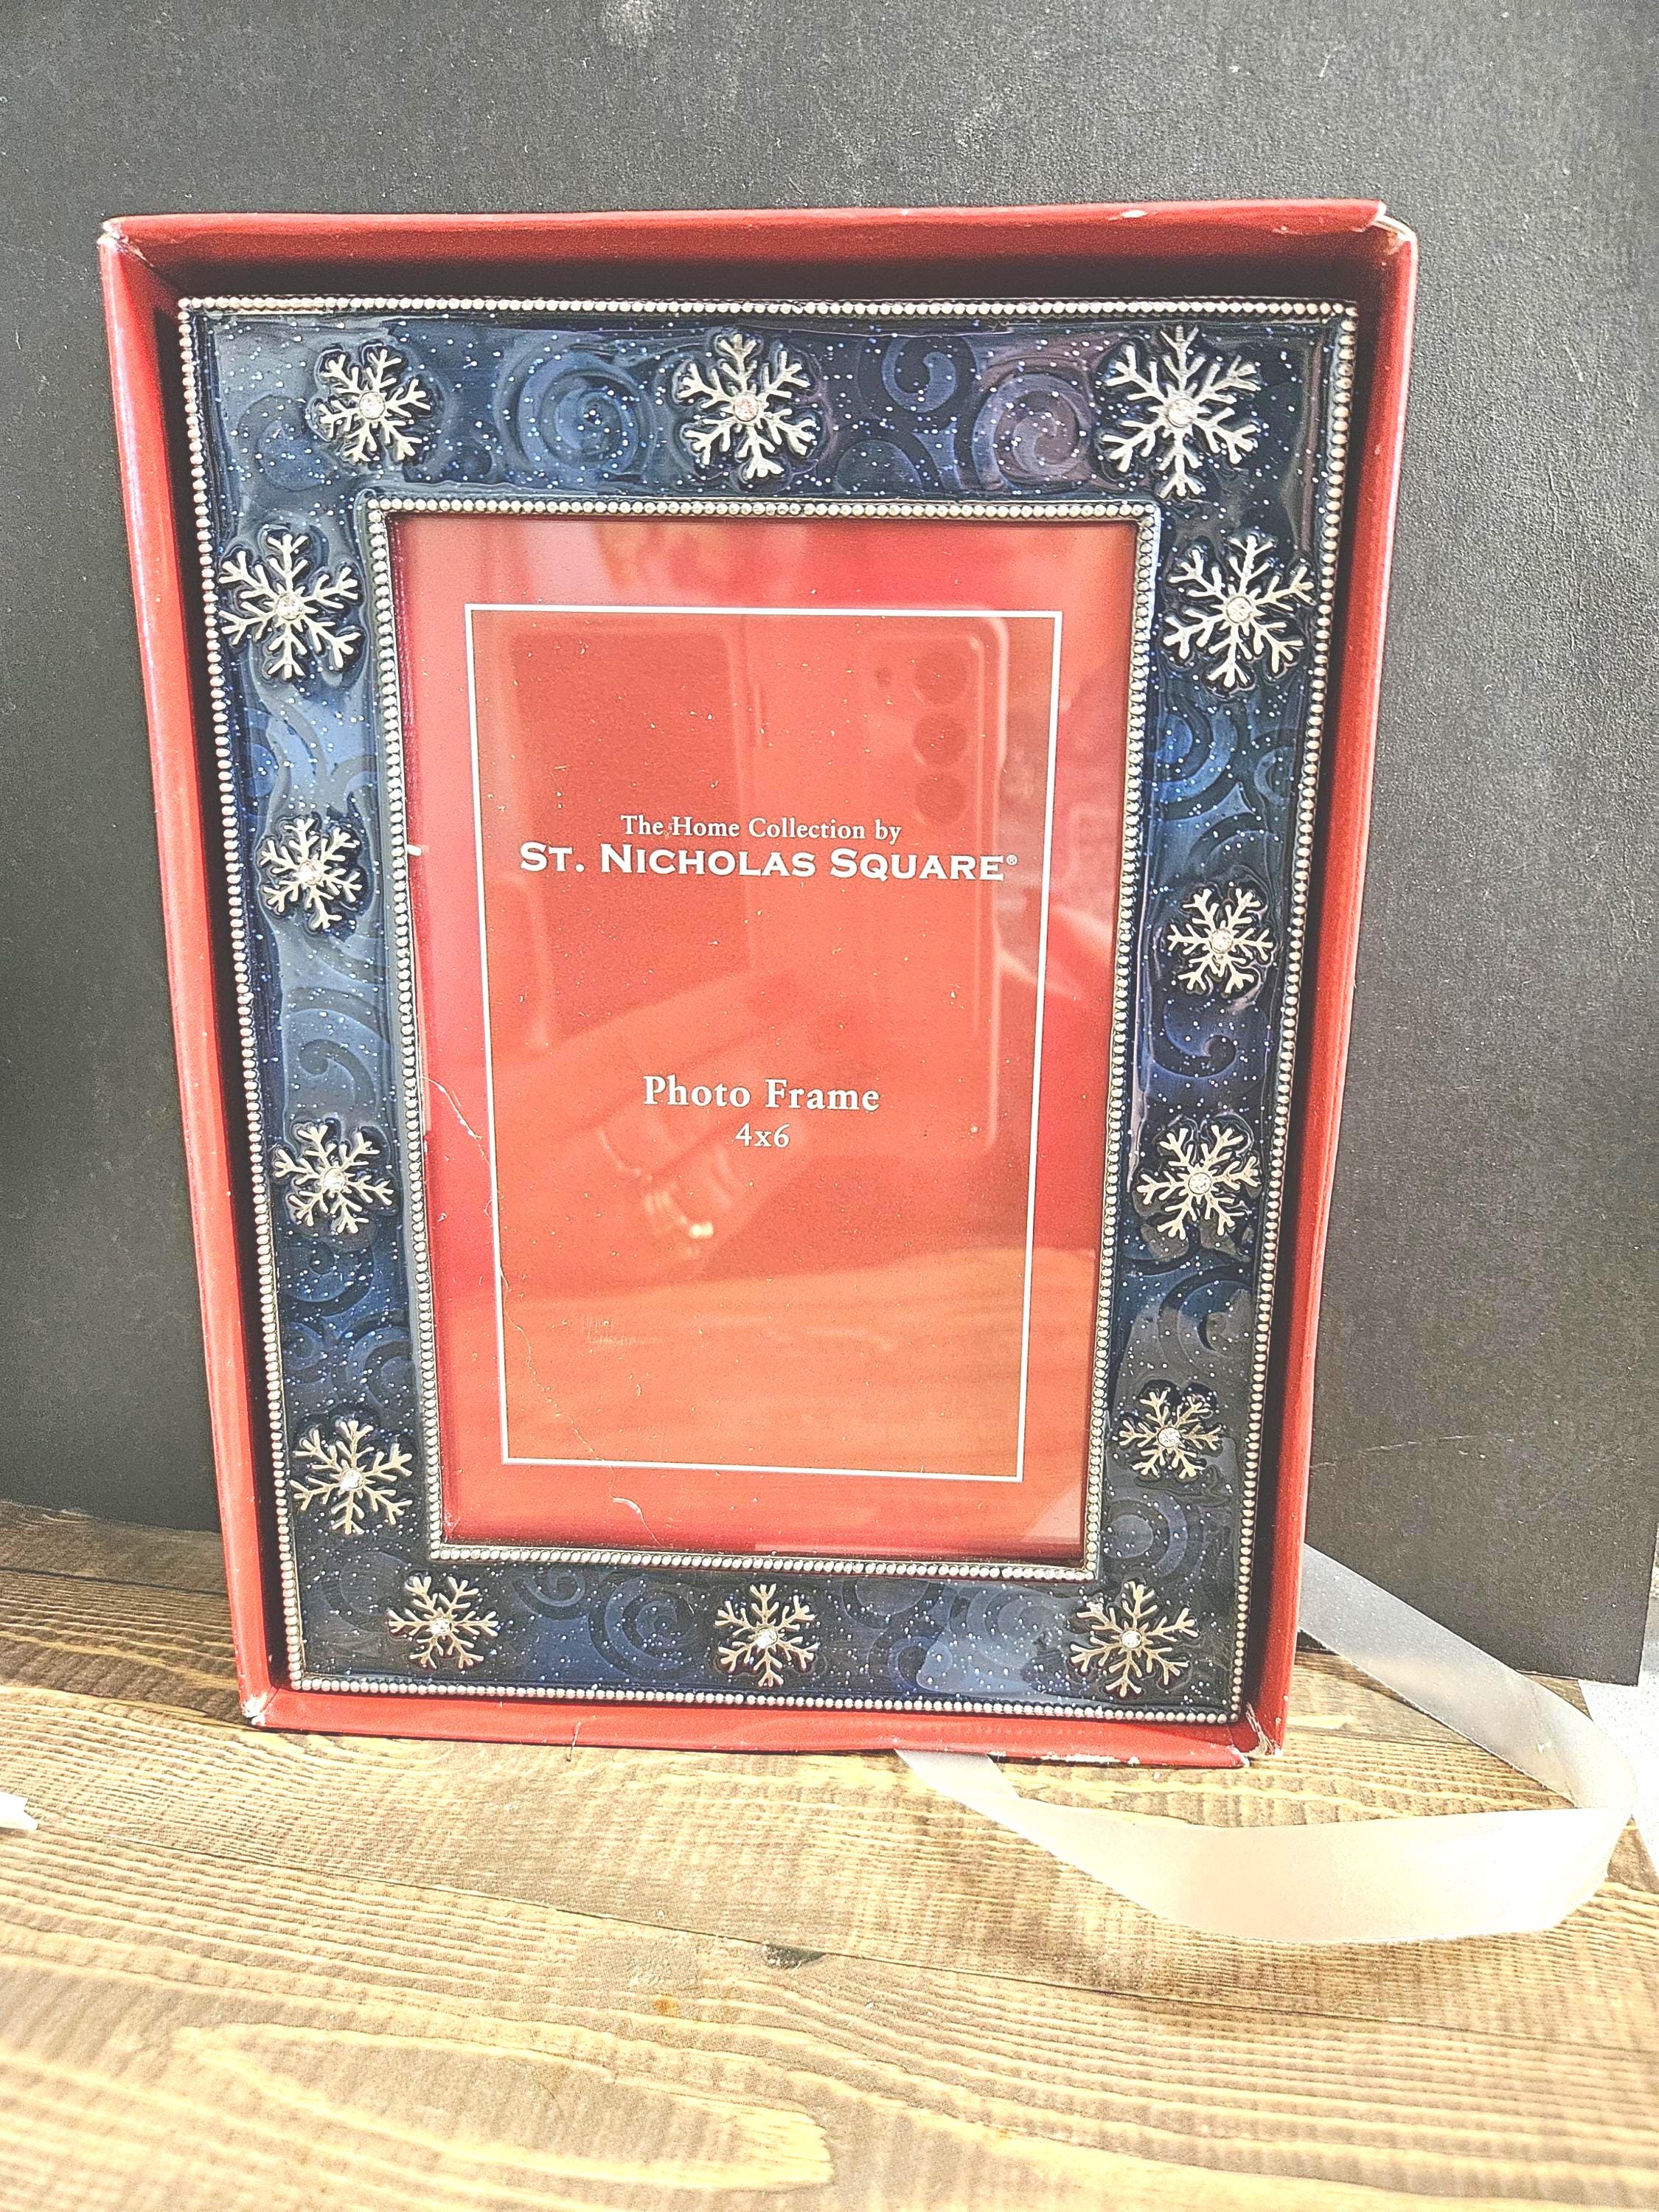 The Home Collection by
ST. NICHOLAS SQUARE®
Photo Frame
4x6